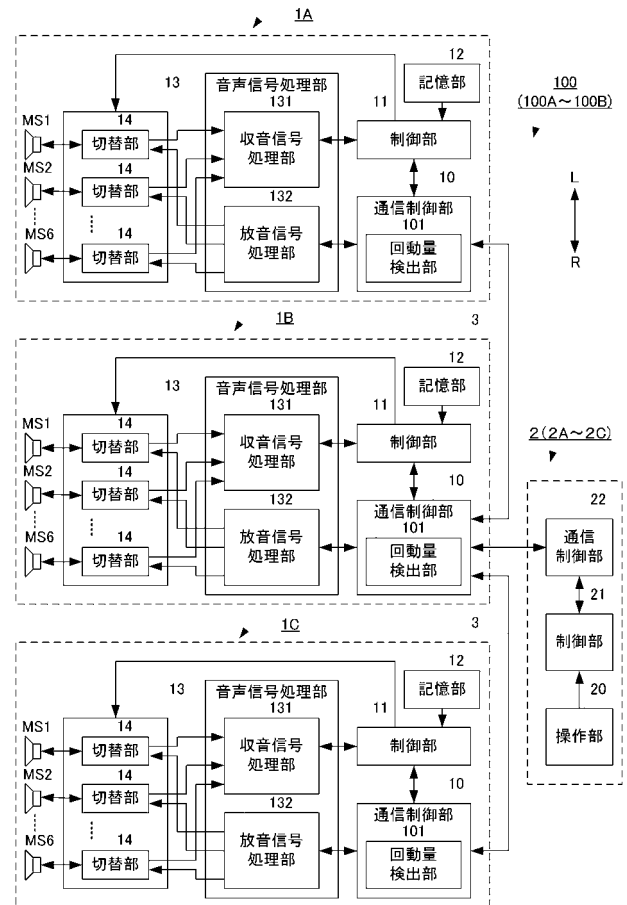 1A
100
(100A～100B)
L
R
13
音声信号処理部
131
収音信号
処理部
132
放音信号
処理部
11
制御部
12
記憶部
10
通信制御部
101
回動量
検出部
MS1
14
切替部
MS2
14
切替部
MS6
14
切替部
3
1B
13
音声信号処理部
131
収音信号
処理部
132
放音信号
処理部
11
制御部
12
記憶部
10
通信制御部
101
回動量
検出部
MS1
14
切替部
MS2
14
切替部
MS6
14
切替部
2(2A～2C)
22
通信
制御部
21
制御部
20
操作部
3
1C
13
音声信号処理部
131
収音信号
処理部
132
放音信号
処理部
11
制御部
12
記憶部
10
通信制御部
101
回動量
検出部
MS1
14
切替部
MS2
14
切替部
MS6
14
切替部